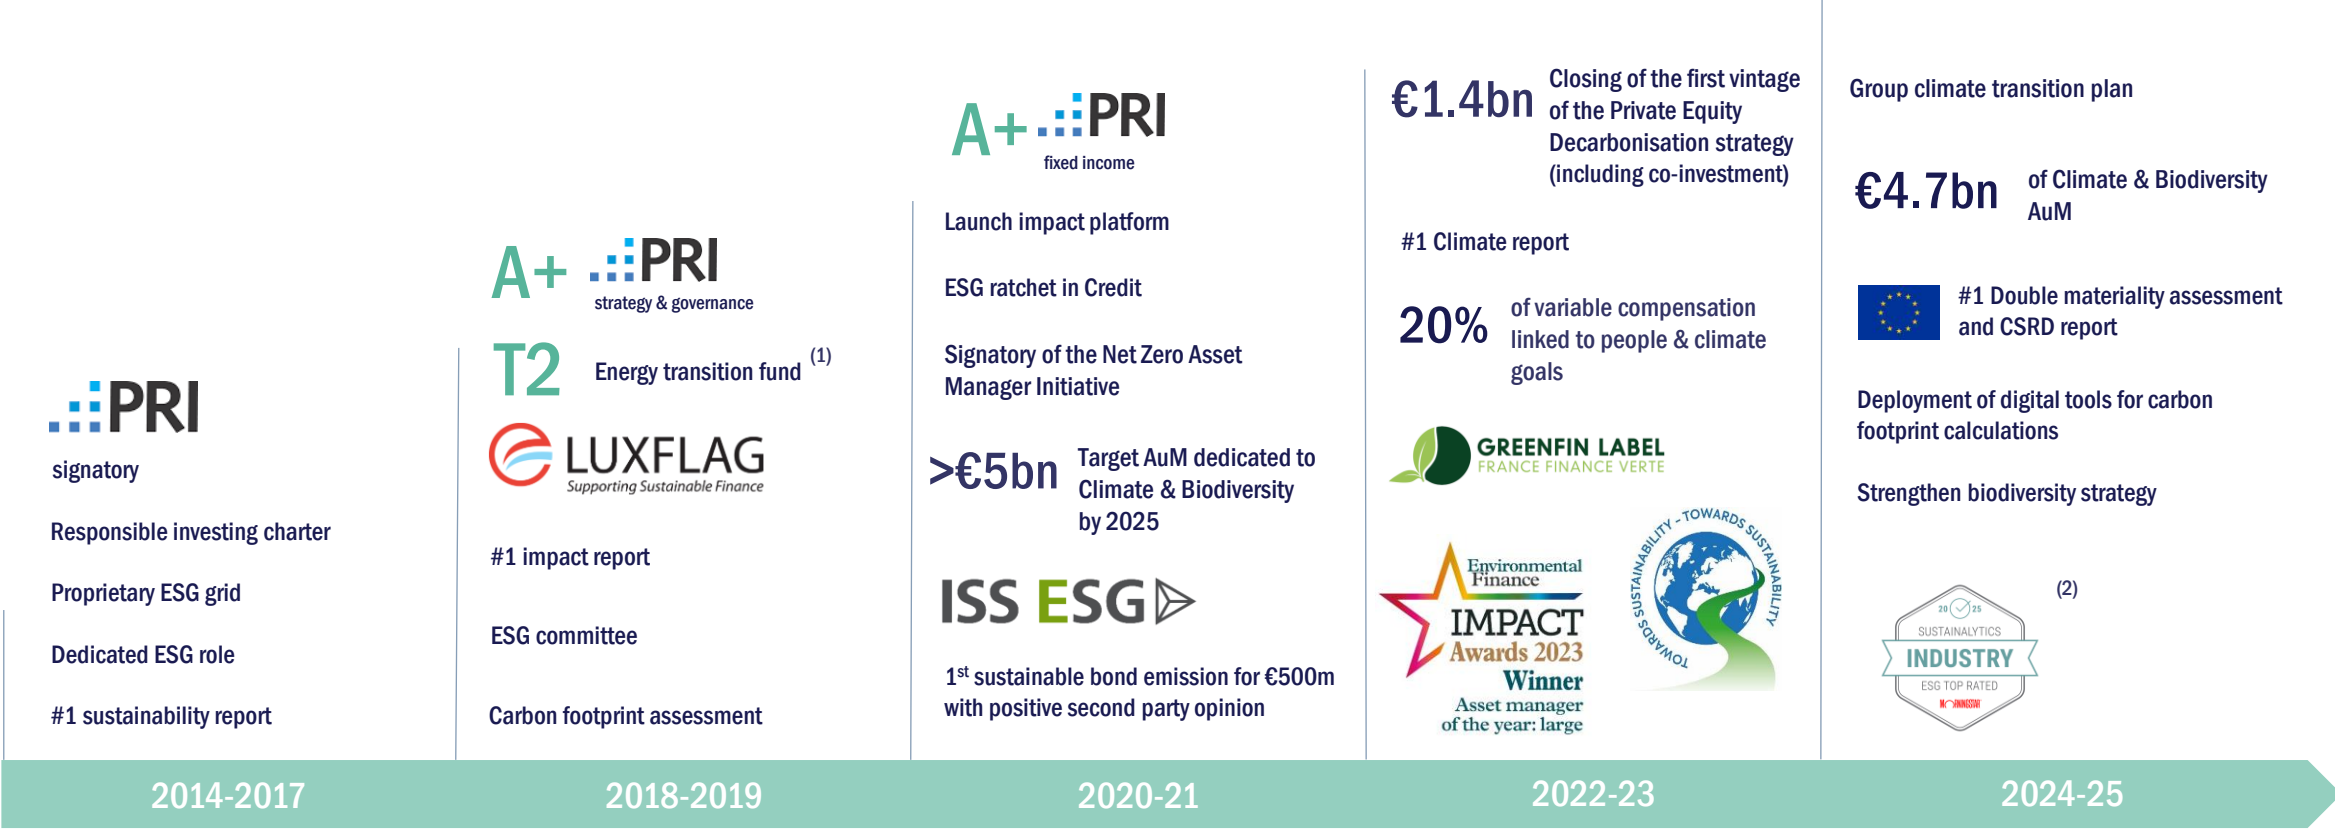 PRI
signatory
Responsible investing charter
Proprietary ESG grid
Dedicated ESG role
#1 sustainability report
2014-2017
A+ PRI
strategy & governance
T2 Energy transition fund (1)
LUXFLAG
Supporting Sustainable Finance
#1 impact report
ESG committee
Carbon footprint assessment
2018-2019
A+ PRI
fixed income
Launch impact platform
ESG ratchet in Credit
Signatory of the Net Zero Asset
Manager Initiative
>€5bn
Target AuM dedicated to
Climate & Biodiversity
by 2025
ISS ESG
1st sustainable bond emission for €500m
with positive second party opinion
2020-21
€1.4bn
Closing of the first vintage
of the Private Equity
Decarbonisation strategy
(including co-investment)
#1 Climate report
20%
of variable compensation
linked to people & climate
goals
GREENFIN LABEL
FRANCE FINANCE VERTE
Environmental
Finance
IMPACT
Awards 2023
Winner
Asset manager
of the year: large
TOWARDS SUSTAINABILITY - TOWARDS SUSTAINABILITY
2022-23
Group climate transition plan
€4.7bn
of Climate & Biodiversity
AuM
#1 Double materiality assessment
and CSRD report
Deployment of digital tools for carbon
footprint calculations
Strengthen biodiversity strategy
(2)
20 25
SUSTAINALYTICS
INDUSTRY
ESG TOP RATED
MORNINGSTAR
2024-25